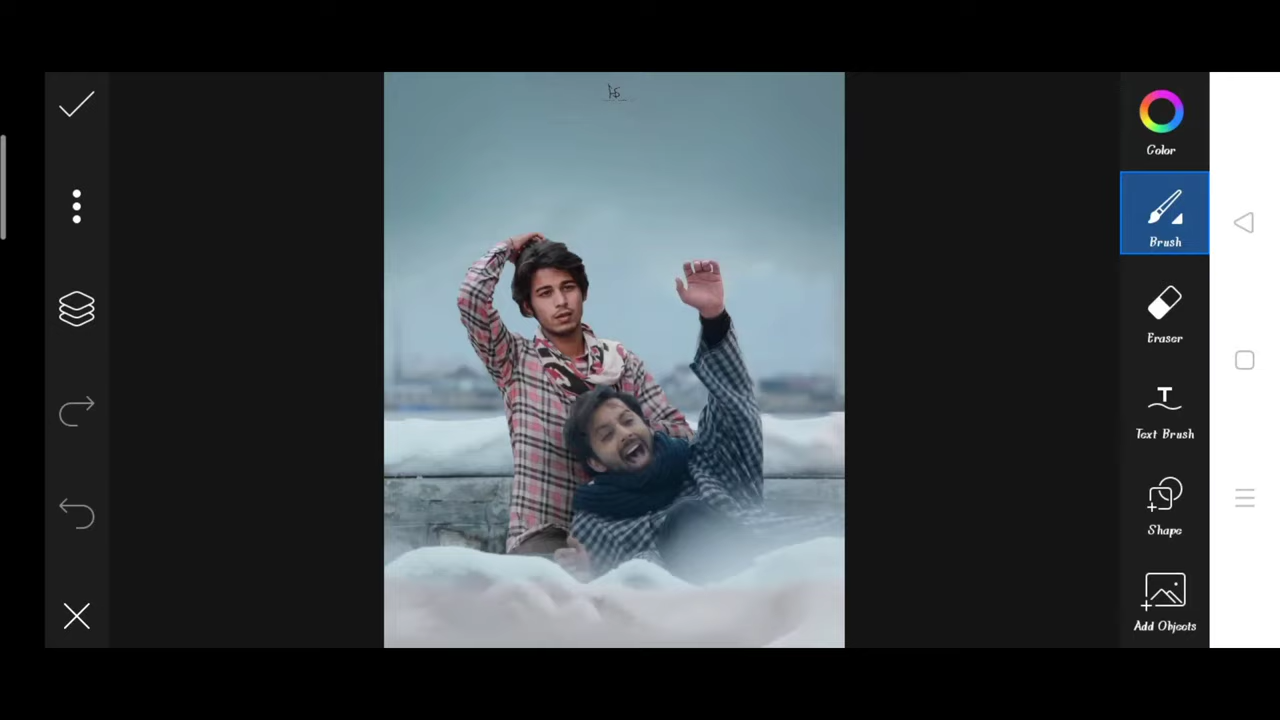 Color
Brush
Eraser
Text Brush
Shape
Add Objects